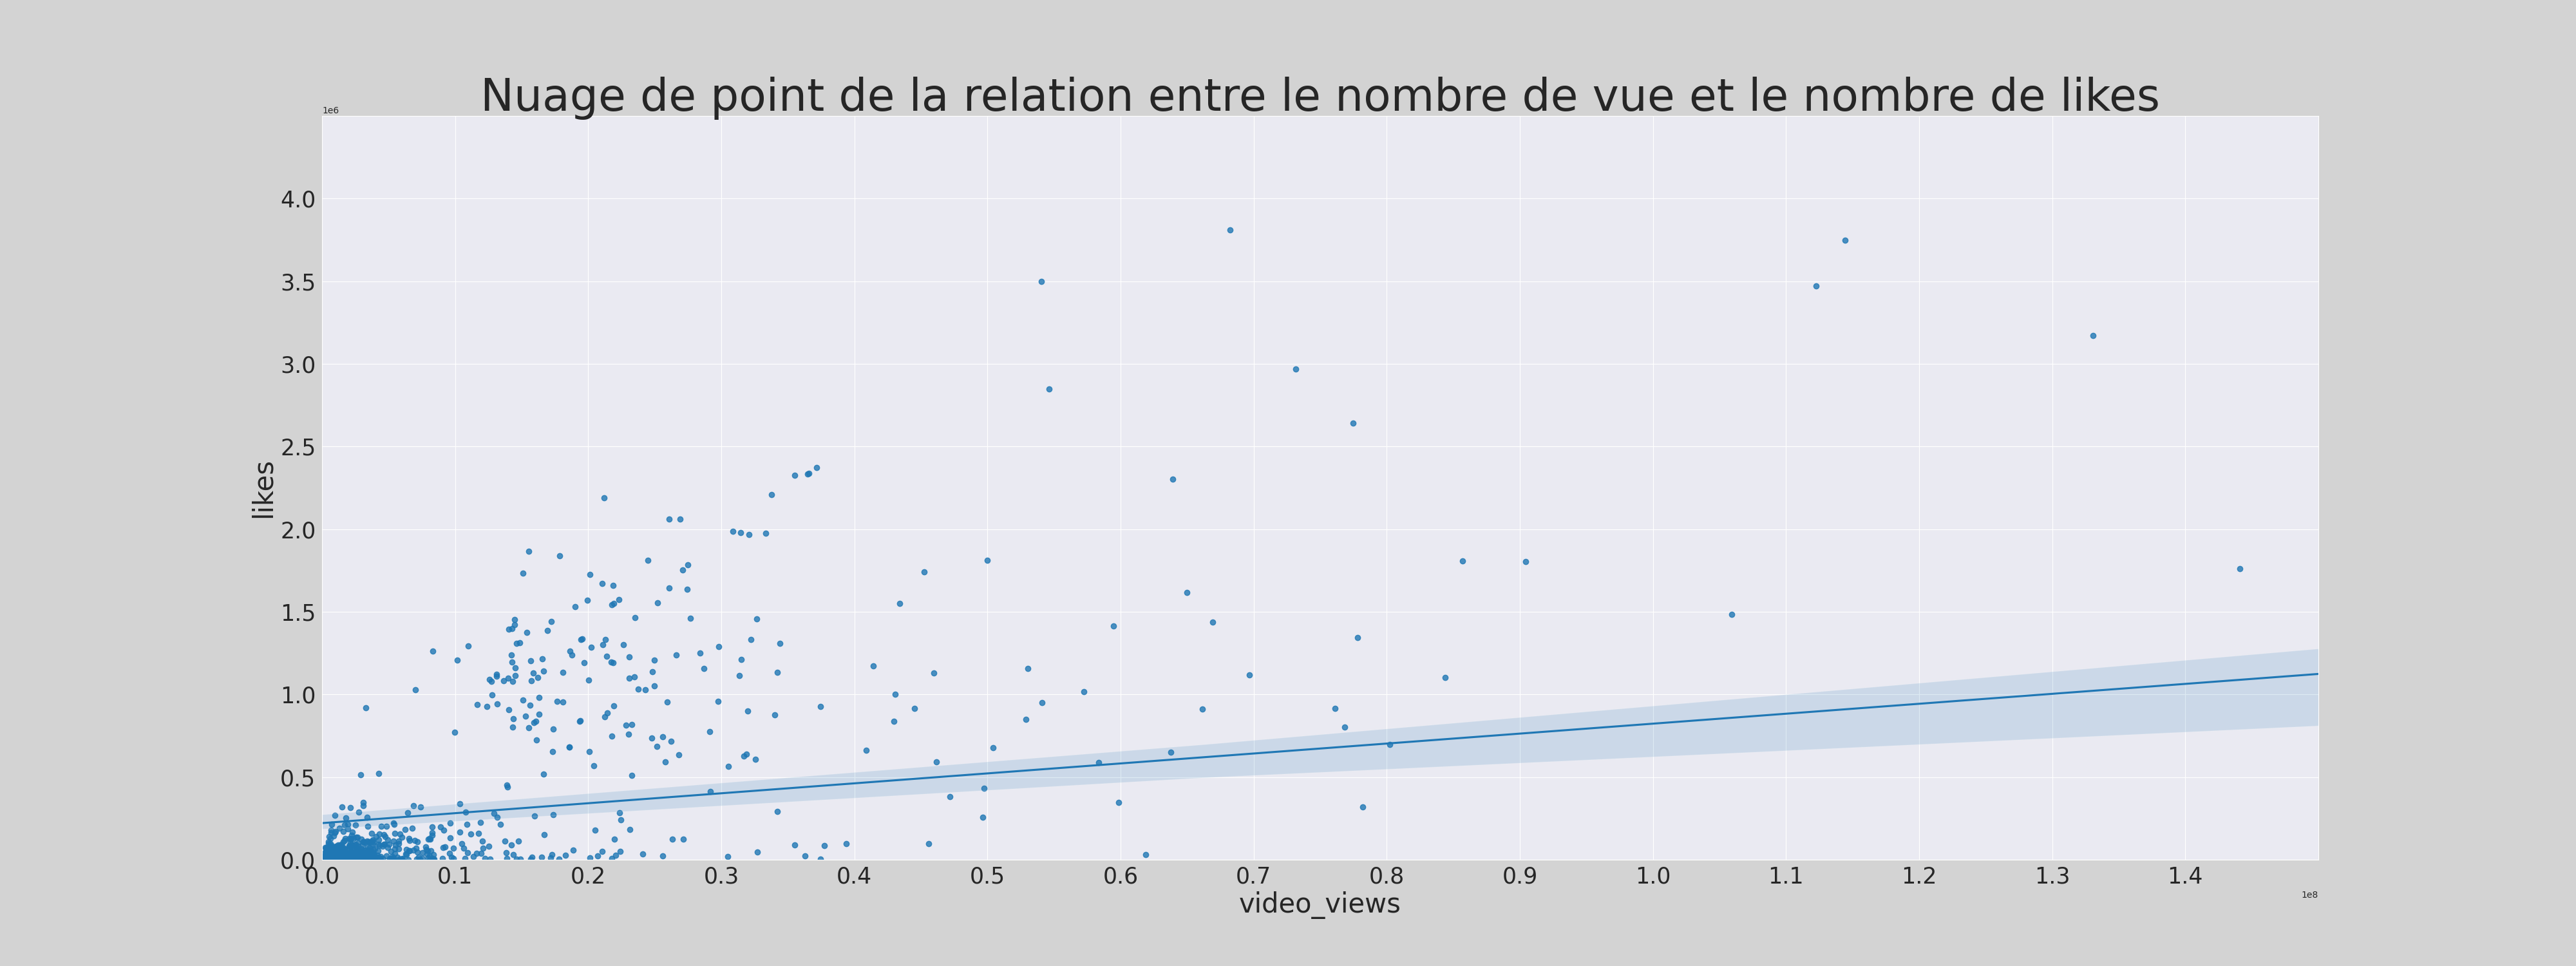 Nuage de point de la relation entre le nombre de vue et le nombre de likes
1e6
4.0
3.5
3.0
2.5
2.0
1.5
1.0
0.5
0.0
likes
0.0 0.1 0.2 0.3 0.4 0.5 0.6 0.7 0.8 0.9 1.0 1.1 1.2 1.3 1.4
1e8
video_views